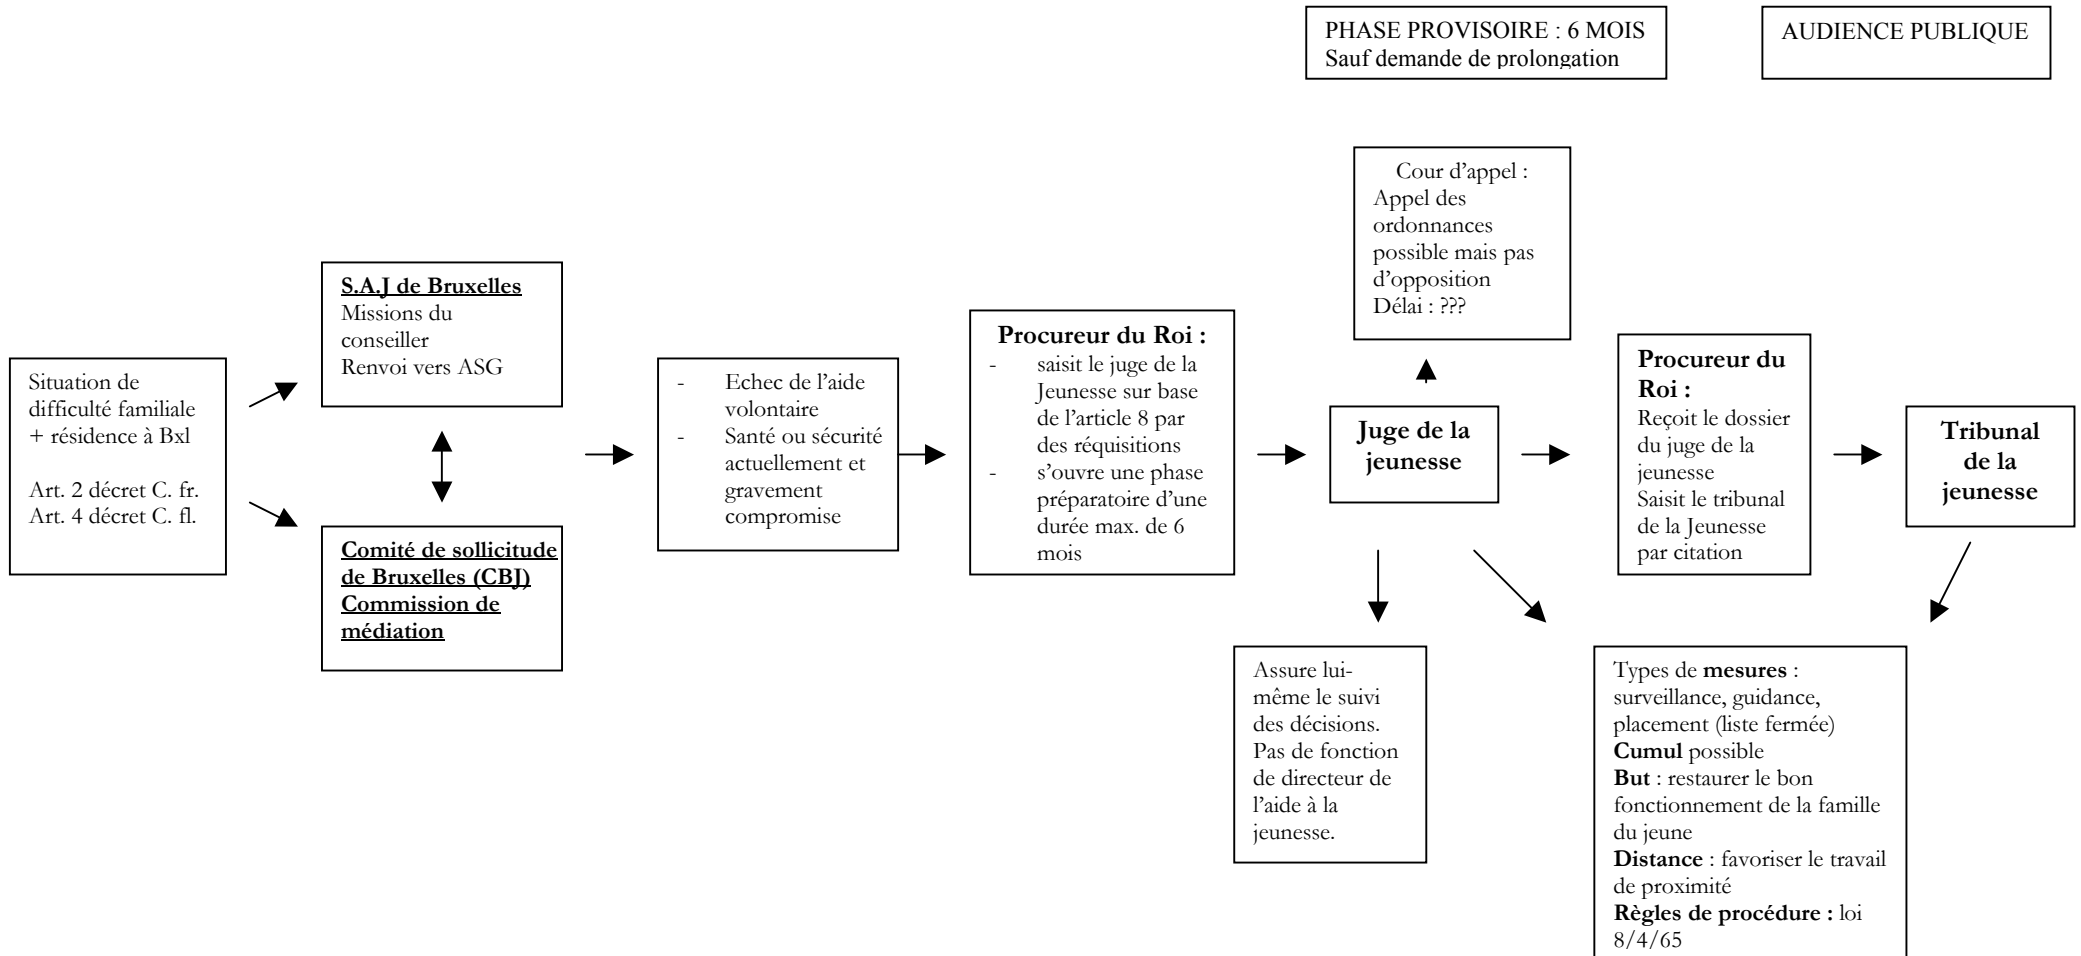 PHASE PROVISOIRE : 6 MOIS
Sauf demande de prolongation
AUDIENCE PUBLIQUE
Cour d’appel :
Appel des
ordonnances
possible mais pas
d’opposition
Délai : ???
S.A.J de Bruxelles
Missions du
conseiller
Renvoi vers ASG
Situation de
difficulté familiale
+ résidence à Bxl
Art. 2 décret C. fr.
Art. 4 décret C. fl.
Comité de sollicitude
de Bruxelles (CBJ)
Commission de
médiation
- Echec de l’aide
volontaire
- Santé ou sécurité
actuellement et
gravement
compromise
Procureur du Roi :
- saisit le juge de la
Jeunesse sur base
de l’article 8 par
des réquisitions
- s’ouvre une phase
préparatoire d’une
durée max. de 6
mois
Juge de la
jeunesse
Procureur du
Roi :
Reçoit le dossier
du juge de la
jeunesse
Saisit le tribunal
de la Jeunesse
par citation
Tribunal
de la
jeunesse
Assure lui-
même le suivi
des décisions.
Pas de fonction
de directeur de
l’aide à la
jeunesse.
Types de mesures :
surveillance, guidance,
placement (liste fermée)
Cumul possible
But : restaurer le bon
fonctionnement de la famille
du jeune
Distance : favoriser le travail
de proximité
Règles de procédure : loi
8/4/65